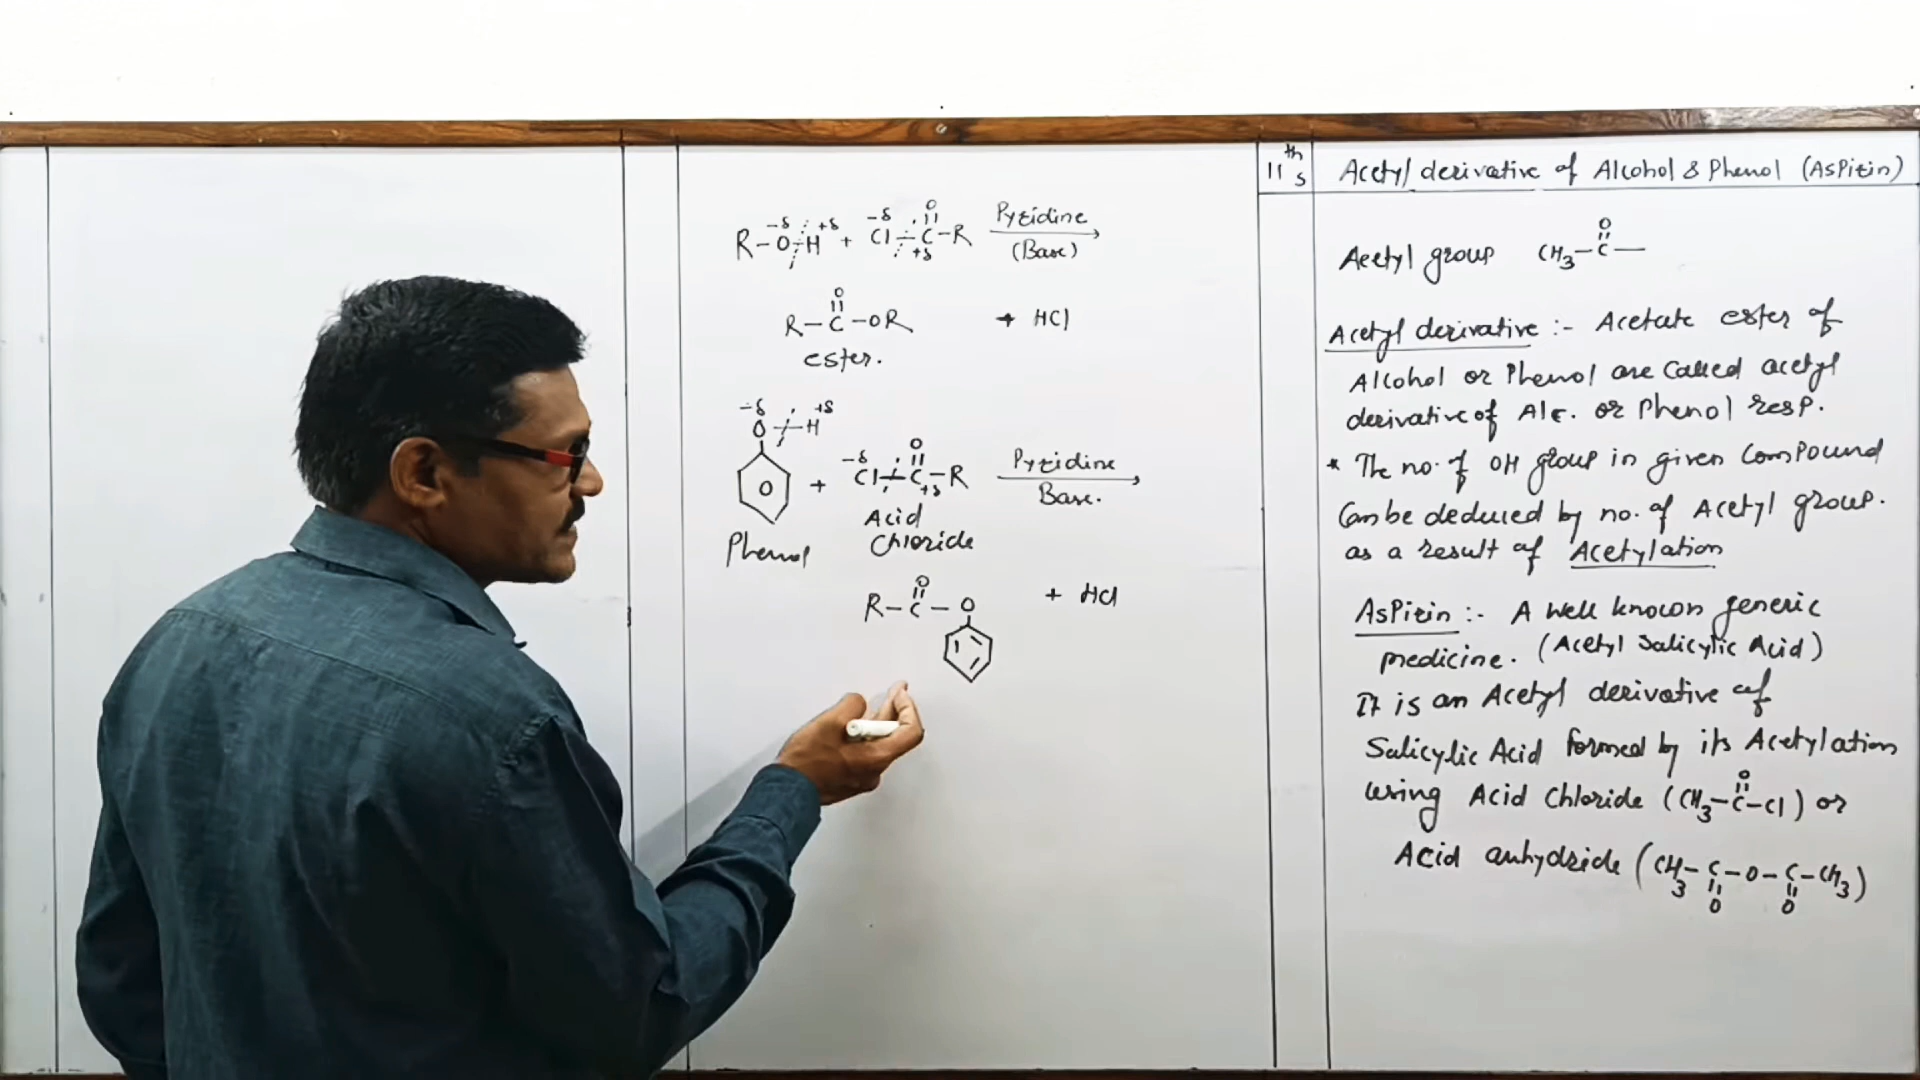 -δ +δ -δ O
R-O-H + Cl-C-R Pyridine
+δ (Base)
O
R-C-OR + HCl
ester.
-δ +δ
O-H
-δ O
+ Cl-C-R Pyridine
+δ Base.
Acid
Phenol Chloride
O
R-C-O + HCl
11th S Acetyl derivative of Alcohol & Phenol (Aspirin)
O
Acetyl group CH3-C-
Acetyl derivative :- Acetate ester of
Alcohol or Phenol are called acetyl
derivative of Alc. or Phenol resp.
* The no. of OH group in given Compound
Can be deduced by no. of Acetyl group.
as a result of Acetylation
Aspirin :- A well known generic
medicine. (Acetyl Salicylic Acid)
It is an Acetyl derivative of
Salicylic Acid formed by its Acetylation
O
using Acid Chloride (CH3-C-Cl) or
Acid anhydride (CH3-C-O-C-CH3)
O O